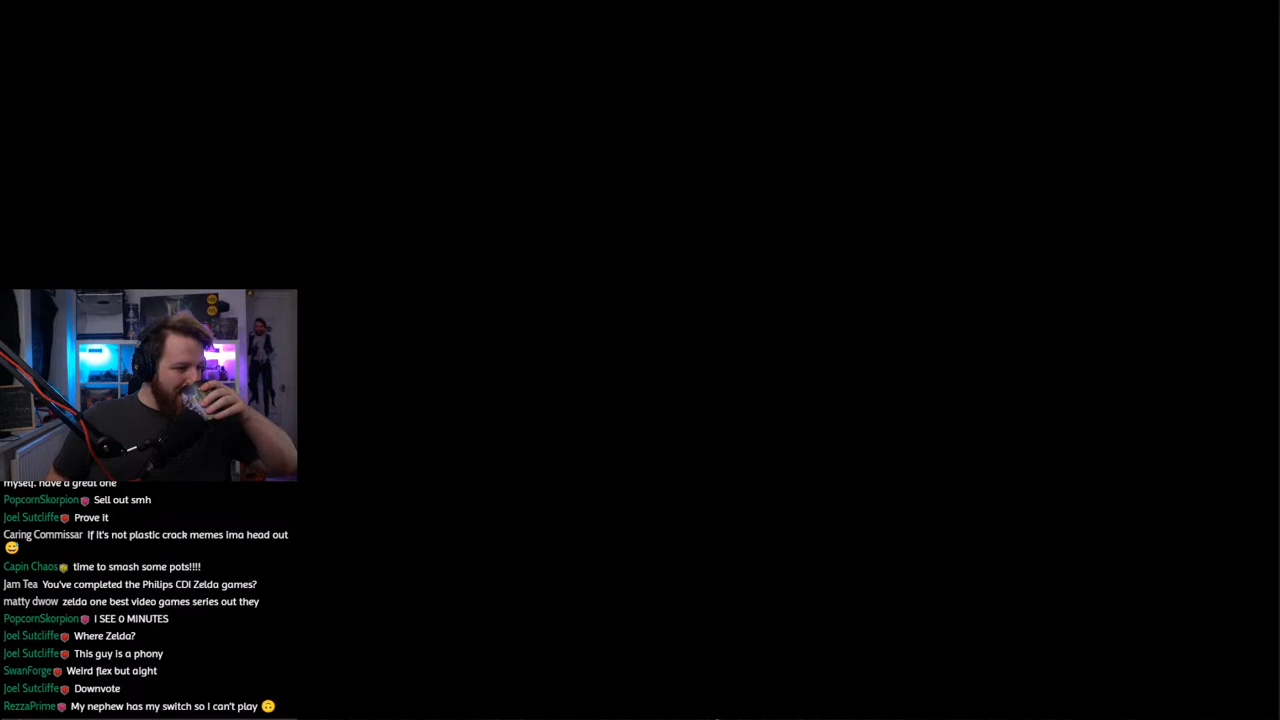 myself. have a great one
PopcornSkorpion Sell out smh
Joel Sutcliffe Prove it
Caring Commissar If it's not plastic crack memes ima head out
😅
Capin Chaos time to smash some pots!!!!
Jam Tea You've completed the Philips CDI Zelda games?
matty dwow zelda one best video games series out they
PopcornSkorpion I SEE 0 MINUTES
Joel Sutcliffe Where Zelda?
Joel Sutcliffe This guy is a phony
SwanForge Weird flex but aight
Joel Sutcliffe Downvote
RezzaPrime My nephew has my switch so I can't play 🙃